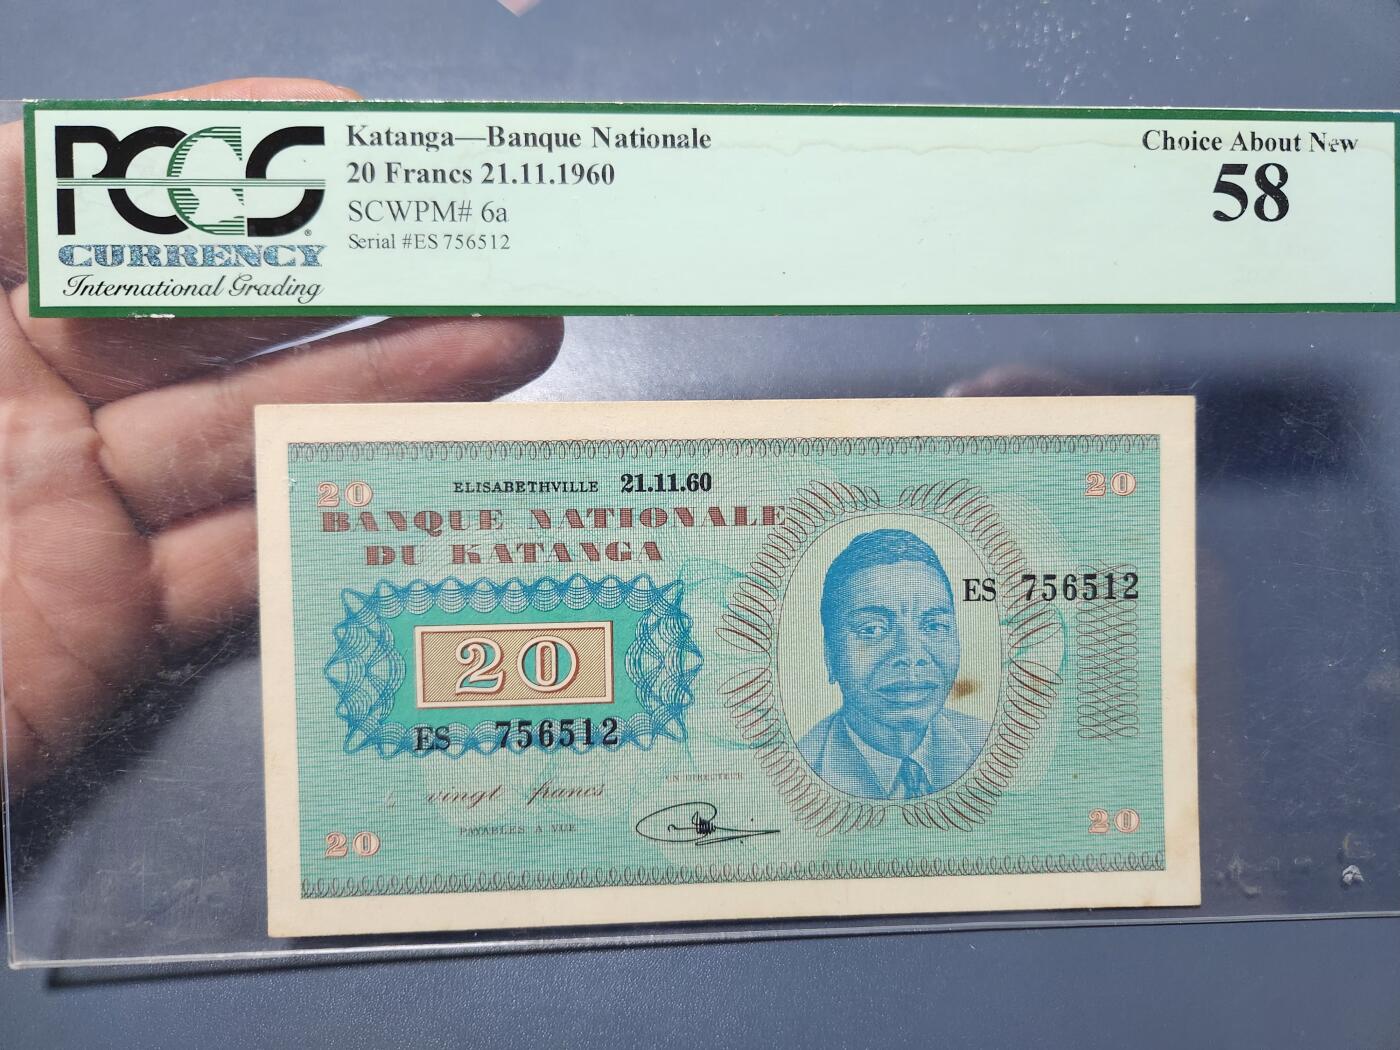 PCGS
CURRENCY
International Grading
Katanga—Banque Nationale
20 Francs 21.11.1960
SCWPM# 6a
Serial #ES 756512
Choice About New
58
20
ELISABETHVILLE 21.11.60
20
BANQUE NATIONALE
DU KATANGA
ES 756512
20
ES 756512
vingt francs
UN DIRECTEUR
PAYABLES A VUE
20
20